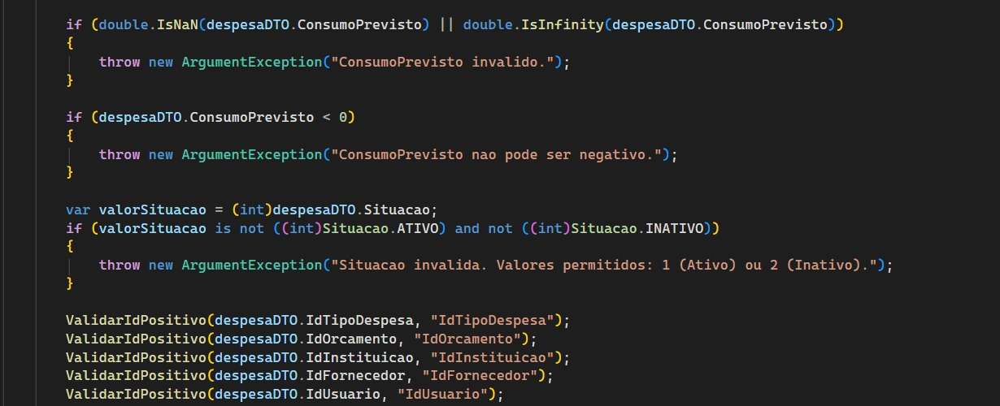 if (double.IsNaN(despesaDTO.ConsumoPrevisto) || double.IsInfinity(despesaDTO.ConsumoPrevisto))
{
throw new ArgumentException("ConsumoPrevisto invalido.");
}
if (despesaDTO.ConsumoPrevisto < 0)
{
throw new ArgumentException("ConsumoPrevisto nao pode ser negativo.");
}
var valorSituacao = (int)despesaDTO.Situacao;
if (valorSituacao is not ((int)Situacao.ATIVO) and not ((int)Situacao.INATIVO))
{
throw new ArgumentException("Situacao invalida. Valores permitidos: 1 (Ativo) ou 2 (Inativo).");
}
ValidarIdPositivo(despesaDTO.IdTipoDespesa, "IdTipoDespesa");
ValidarIdPositivo(despesaDTO.IdOrcamento, "IdOrcamento");
ValidarIdPositivo(despesaDTO.IdInstituicao, "IdInstituicao");
ValidarIdPositivo(despesaDTO.IdFornecedor, "IdFornecedor");
ValidarIdPositivo(despesaDTO.IdUsuario, "IdUsuario");